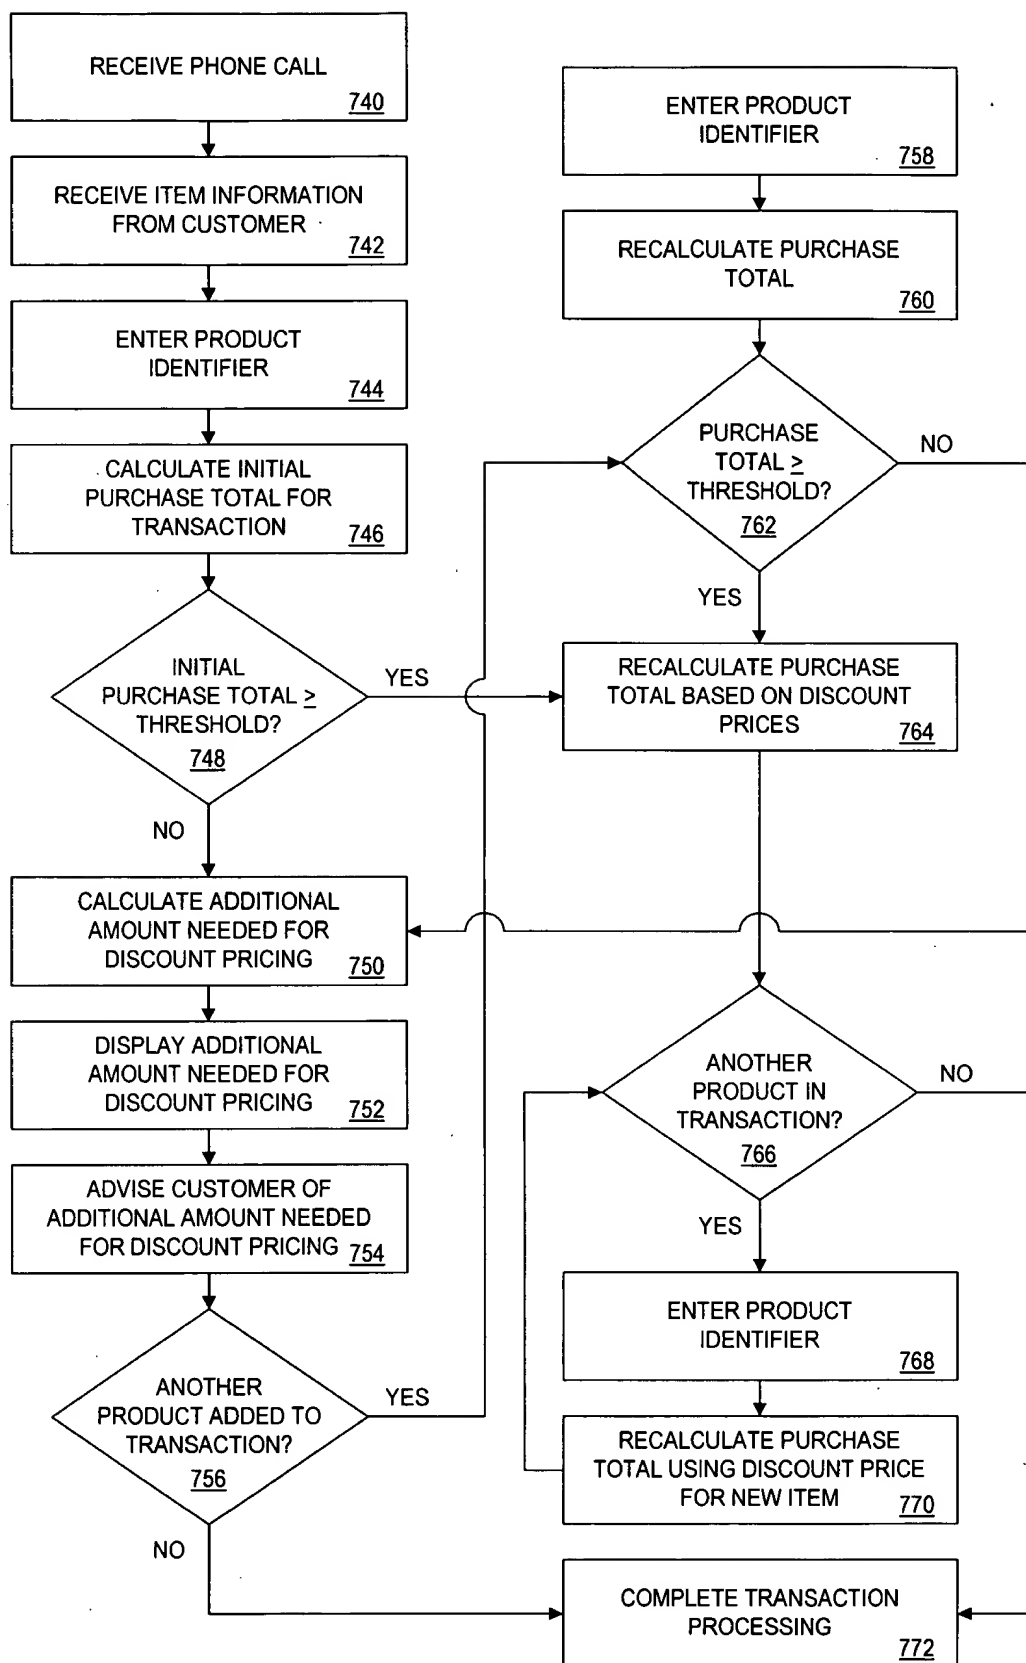 RECEIVE PHONE CALL
740
RECEIVE ITEM INFORMATION
FROM CUSTOMER
742
ENTER PRODUCT
IDENTIFIER
744
CALCULATE INITIAL
PURCHASE TOTAL FOR
TRANSACTION
746
INITIAL
PURCHASE TOTAL ≥
THRESHOLD?
748
YES
NO
CALCULATE ADDITIONAL
AMOUNT NEEDED FOR
DISCOUNT PRICING
750
DISPLAY ADDITIONAL
AMOUNT NEEDED FOR
DISCOUNT PRICING
752
ADVISE CUSTOMER OF
ADDITIONAL AMOUNT NEEDED
FOR DISCOUNT PRICING
754
ANOTHER
PRODUCT ADDED TO
TRANSACTION?
756
YES
NO
ENTER PRODUCT
IDENTIFIER
758
RECALCULATE PURCHASE
TOTAL
760
PURCHASE
TOTAL ≥
THRESHOLD?
762
NO
YES
RECALCULATE PURCHASE
TOTAL BASED ON DISCOUNT
PRICES
764
ANOTHER
PRODUCT IN
TRANSACTION?
766
NO
YES
ENTER PRODUCT
IDENTIFIER
768
RECALCULATE PURCHASE
TOTAL USING DISCOUNT PRICE
FOR NEW ITEM
770
COMPLETE TRANSACTION
PROCESSING
772